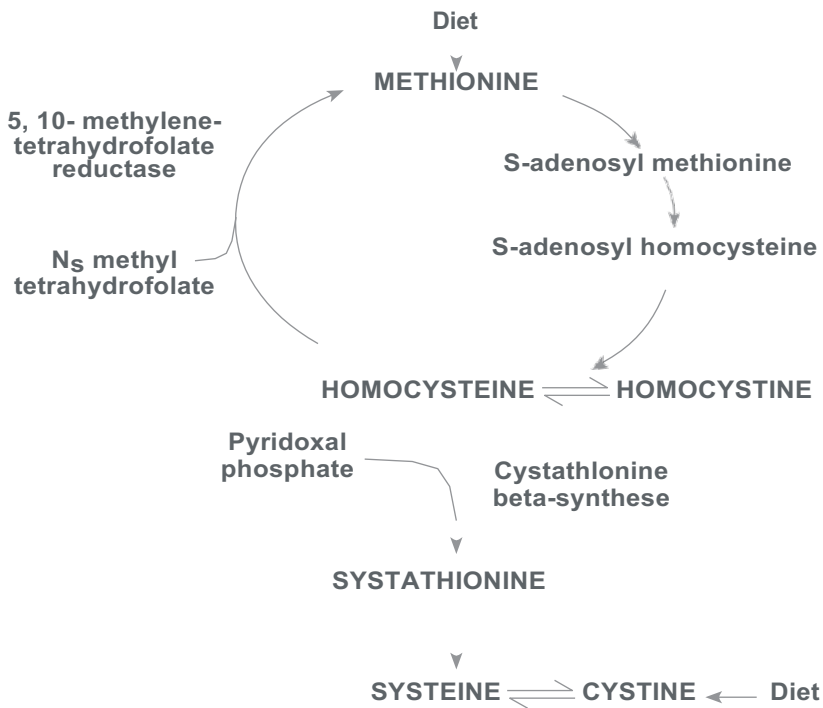 Diet
METHIONINE
5, 10- methylene-
tetrahydrofolate
reductase
S-adenosyl methionine
S-adenosyl homocysteine
Ns methyl
tetrahydrofolate
HOMOCYSTEINE HOMOCYSTINE
Pyridoxal
phosphate
Cystathlonine
beta-synthese
SYSTATHIONINE
SYSTEINE CYSTINE Diet